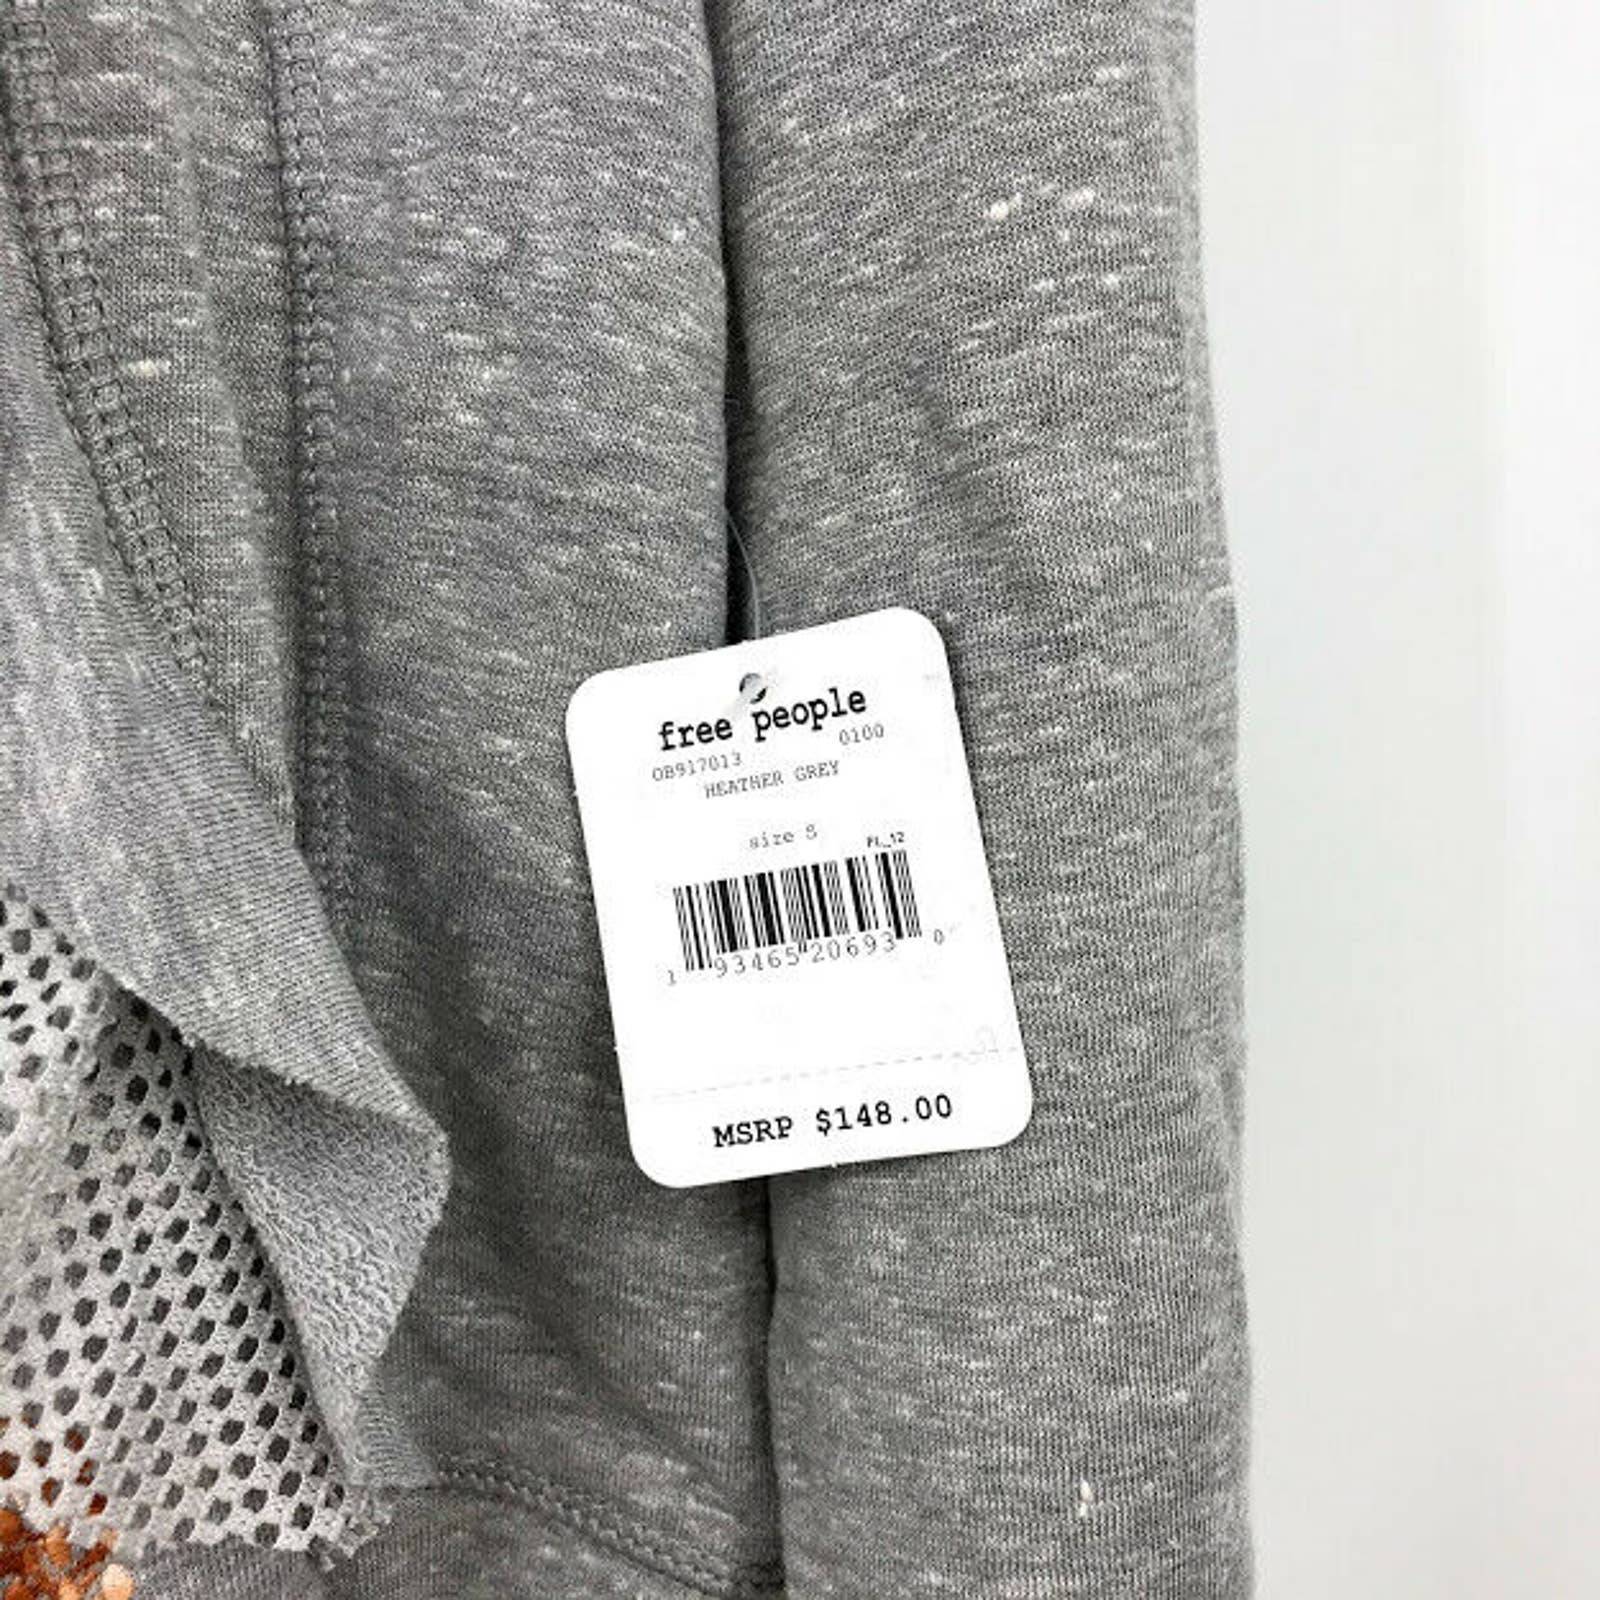 free people
OB917013 0100
HEATHER GREY
size S
PL_12
1 93465 20693 0
MSRP $148.00